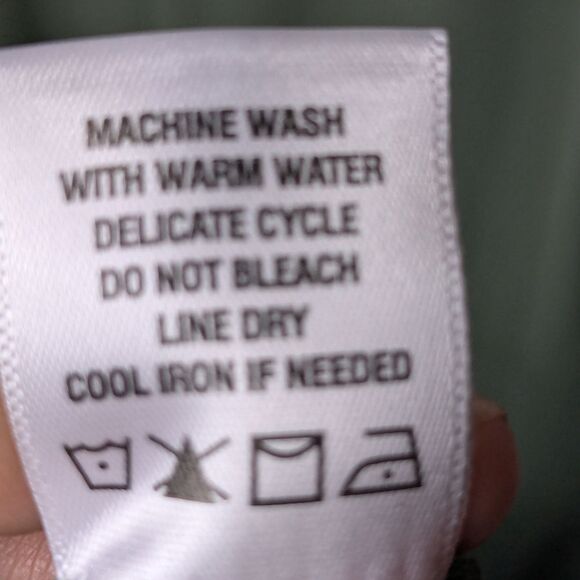 MACHINE WASH
WITH WARM WATER
DELICATE CYCLE
DO NOT BLEACH
LINE DRY
COOL IRON IF NEEDED